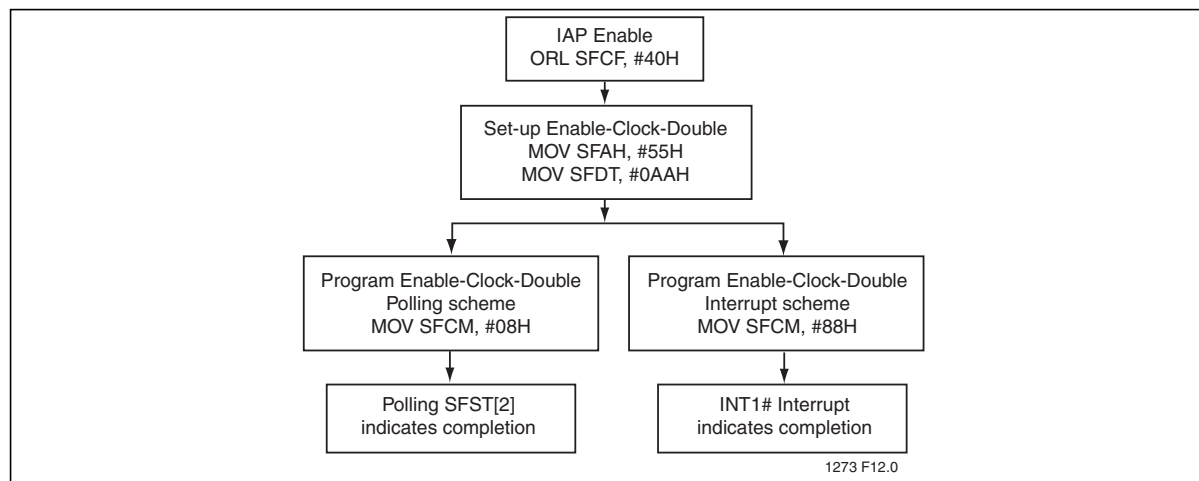 IAP Enable
ORL SFCF, #40H
Set-up Enable-Clock-Double
MOV SFAH, #55H
MOV SFDT, #0AAH
Program Enable-Clock-Double
Polling scheme
MOV SFCM, #08H
Program Enable-Clock-Double
Interrupt scheme
MOV SFCM, #88H
Polling SFST[2]
indicates completion
INT1# Interrupt
indicates completion
1273 F12.0